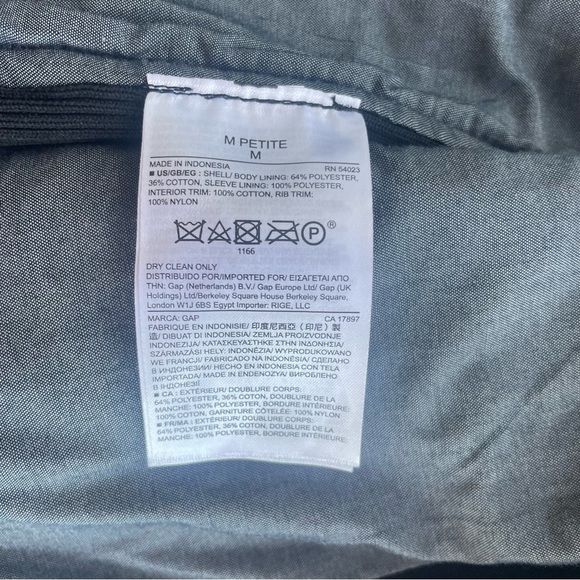 M PETITE
M
MADE IN INDONESIA RN 54023
■ US/GB/EG : SHELL/ BODY LINING: 64% POLYESTER,
36% COTTON, SLEEVE LINING: 100% POLYESTER,
INTERIOR TRIM: 100% COTTON, RIB TRIM:
100% NYLON
P ®
1166
DRY CLEAN ONLY
DISTRIBUIDO POR/IMPORTED FOR/ ΕΙΣΑΓΕΤΑΙ ΑΠΟ
THN: Gap (Netherlands) B.V./ Gap Europe Ltd/ Gap (UK
Holdings) Ltd/Berkeley Square House Berkeley Square,
London W1J 6BS Egypt Importer: RIGE, LLC
MARCA: GAP CA 17897
FABRIQUE EN INDONISIE/ 印度尼西亞 (印尼) 製
造/ DIBUAT DI INDONESIA/ ZEMLJA PROIZVODNJE
INDONEZIJA/ ΚΑΤΑΣΚΕΥΑΣΤΗΚΕ ΣΤΗΝ ΙΝΔΟΝΗΣΙΑ/
SZÁRMAZÁSI HELY: INDONÉZIA/ WYPRODUKOWANE
WE FRANCJI/ FABRICADO NA INDONÉSIA/ СДЕЛАНО
В ИНДОНЕЗИИ/ HECHO EN INDONESIA/ CON TELA
IMPORTADA/ MADE IN ENDONEZYA/ ВИРОБЛЕНО
В ІНДОНЕЗІЇ
■ CA : EXTÉRIEUR/ DOUBLURE CORPS:
64% POLYESTER, 36% COTON, DOUBLURE DE LA
MANCHE: 100% POLYESTER, BORDURE INTÉRIEURE:
100% COTON, GARNITURE CÔTELÉE: 100% NYLON
■ FR/MA : EXTÉRIEUR/ DOUBLURE CORPS:
64% POLYESTER, 36% COTON, DOUBLURE DE LA
MANCHE: 100% POLYESTER, BORDURE INTÉRIEURE: